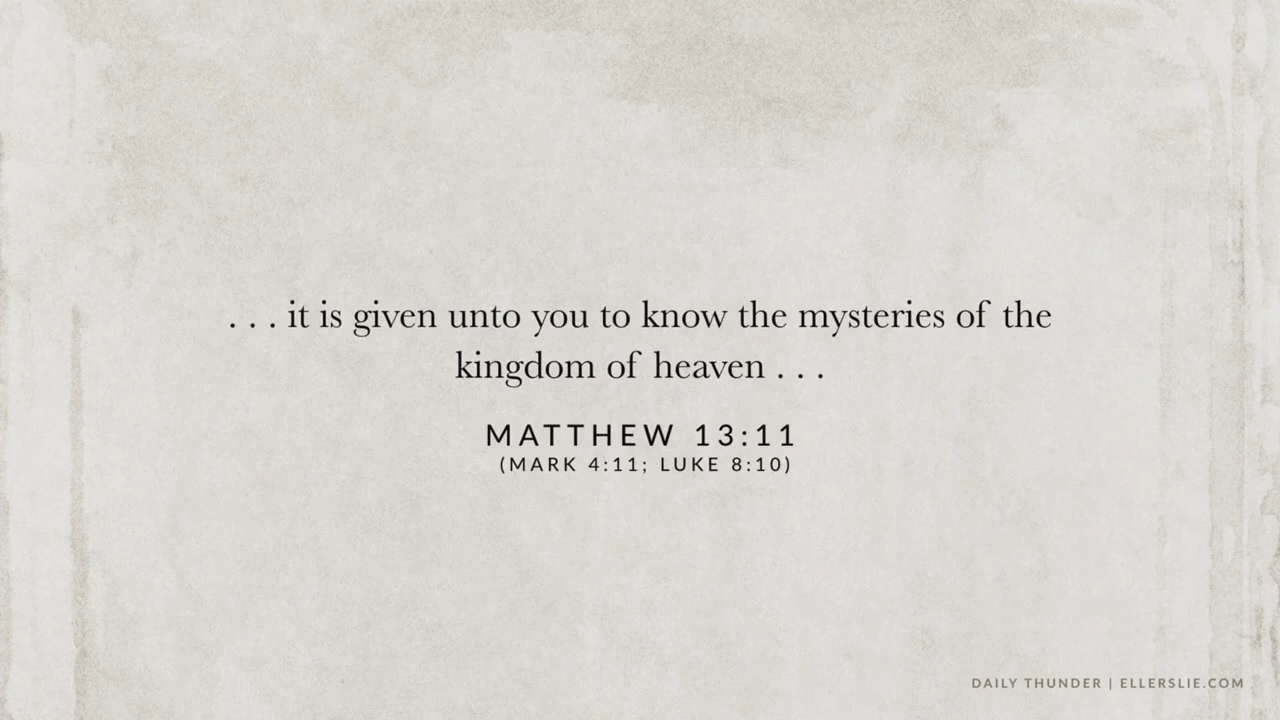 . . . it is given unto you to know the mysteries of the
kingdom of heaven . . .
MATTHEW 13:11
(MARK 4:11; LUKE 8:10)
DAILY THUNDER | ELLERSLIE.COM